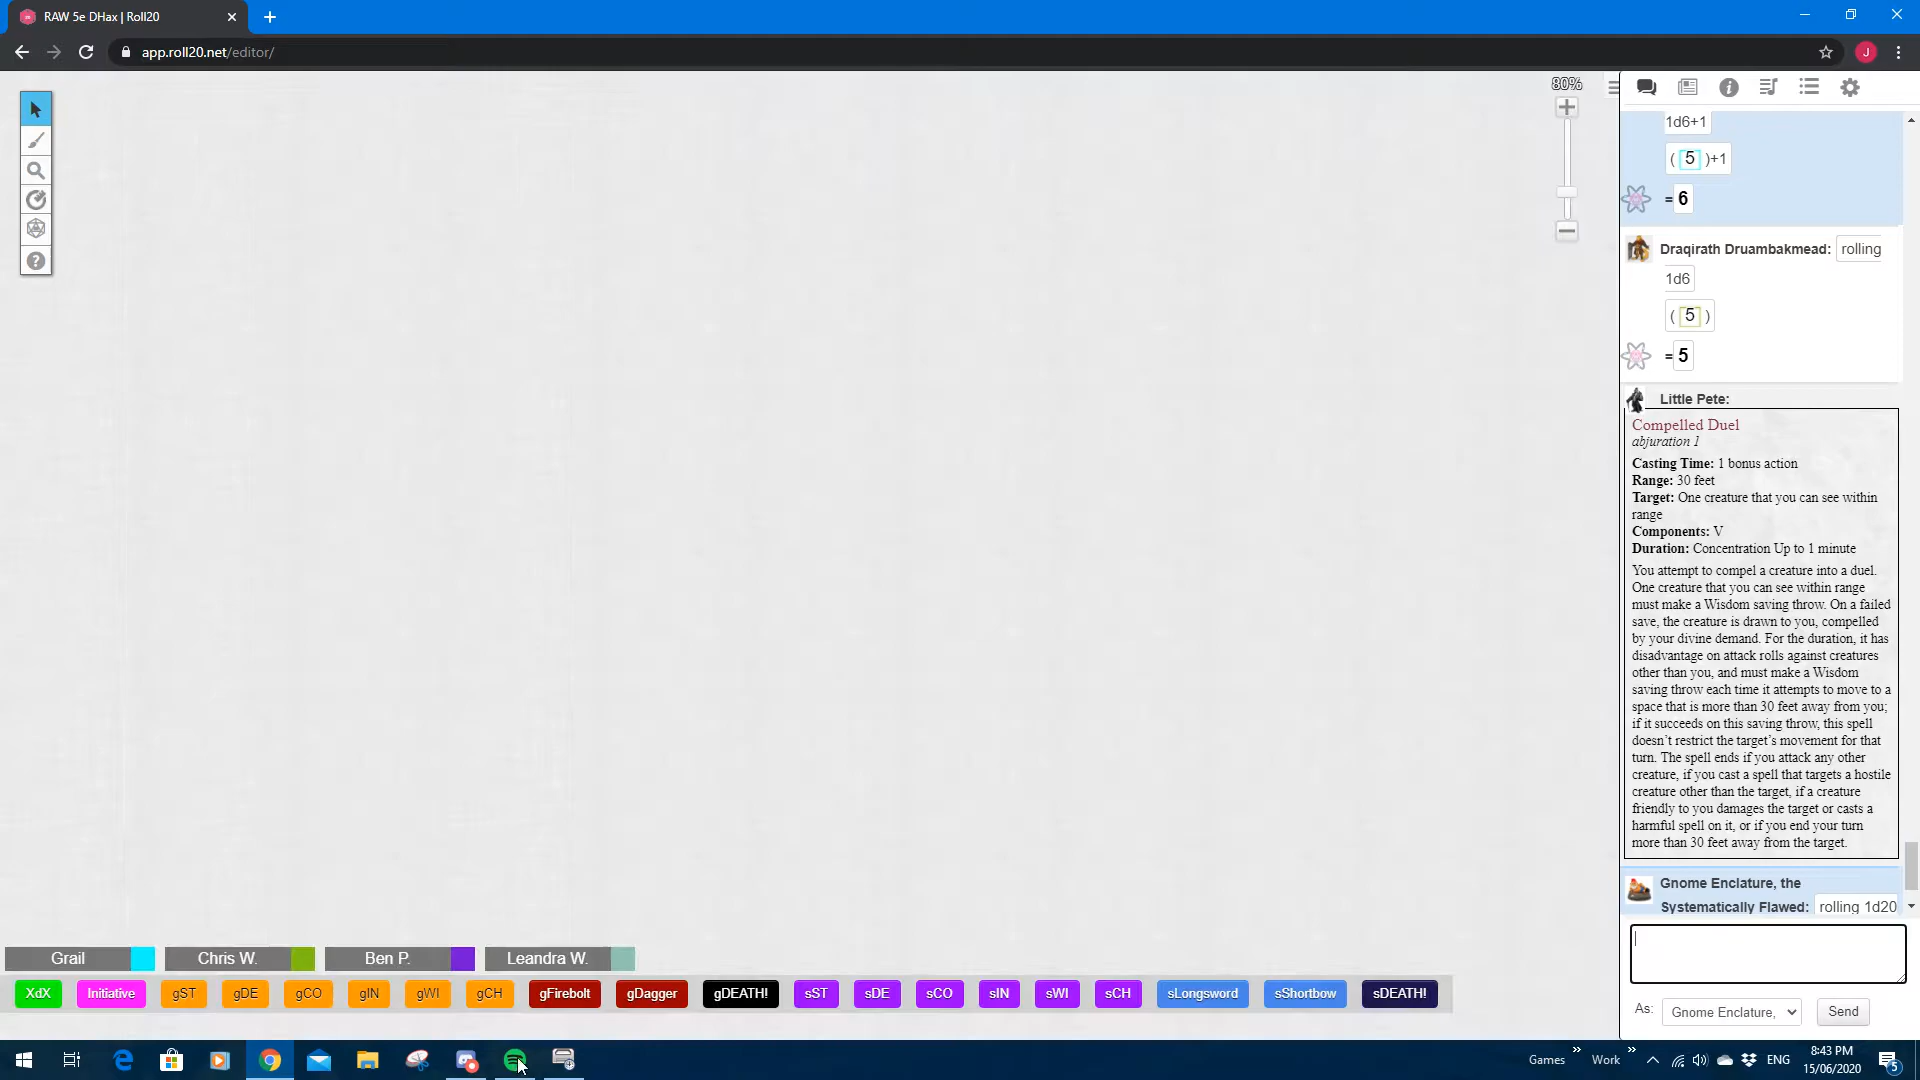 RAW 5e DHax | Roll20
app.roll20.net/editor/
80%
1d6+1
( 5 )+1
= 6
Draqirath Druambakmead: rolling
1d6
( 5 )
= 5
Little Pete:
Compelled Duel
abjuration 1
Casting Time: 1 bonus action
Range: 30 feet
Target: One creature that you can see within
range
Components: V
Duration: Concentration Up to 1 minute
You attempt to compel a creature into a duel.
One creature that you can see within range
must make a Wisdom saving throw. On a failed
save, the creature is drawn to you, compelled
by your divine demand. For the duration, it has
disadvantage on attack rolls against creatures
other than you, and must make a Wisdom
saving throw each time it attempts to move to a
space that is more than 30 feet away from you;
if it succeeds on this saving throw, this spell
doesn’t restrict the target’s movement for that
turn. The spell ends if you attack any other
creature, if you cast a spell that targets a hostile
creature other than the target, if a creature
friendly to you damages the target or casts a
harmful spell on it, or if you end your turn
more than 30 feet away from the target.
Gnome Enclature, the
Systematically Flawed: rolling 1d20
As: Gnome Enclature, Send
Grail Chris W. Ben P. Leandra W.
XdX Initiative gST gDE gCO gIN gWI gCH gFirebolt gDagger gDEATH! sST sDE sCO sIN sWI sCH sLongsword sShortbow sDEATH!
Games » Work » ENG 8:43 PM
15/06/2020
5
J